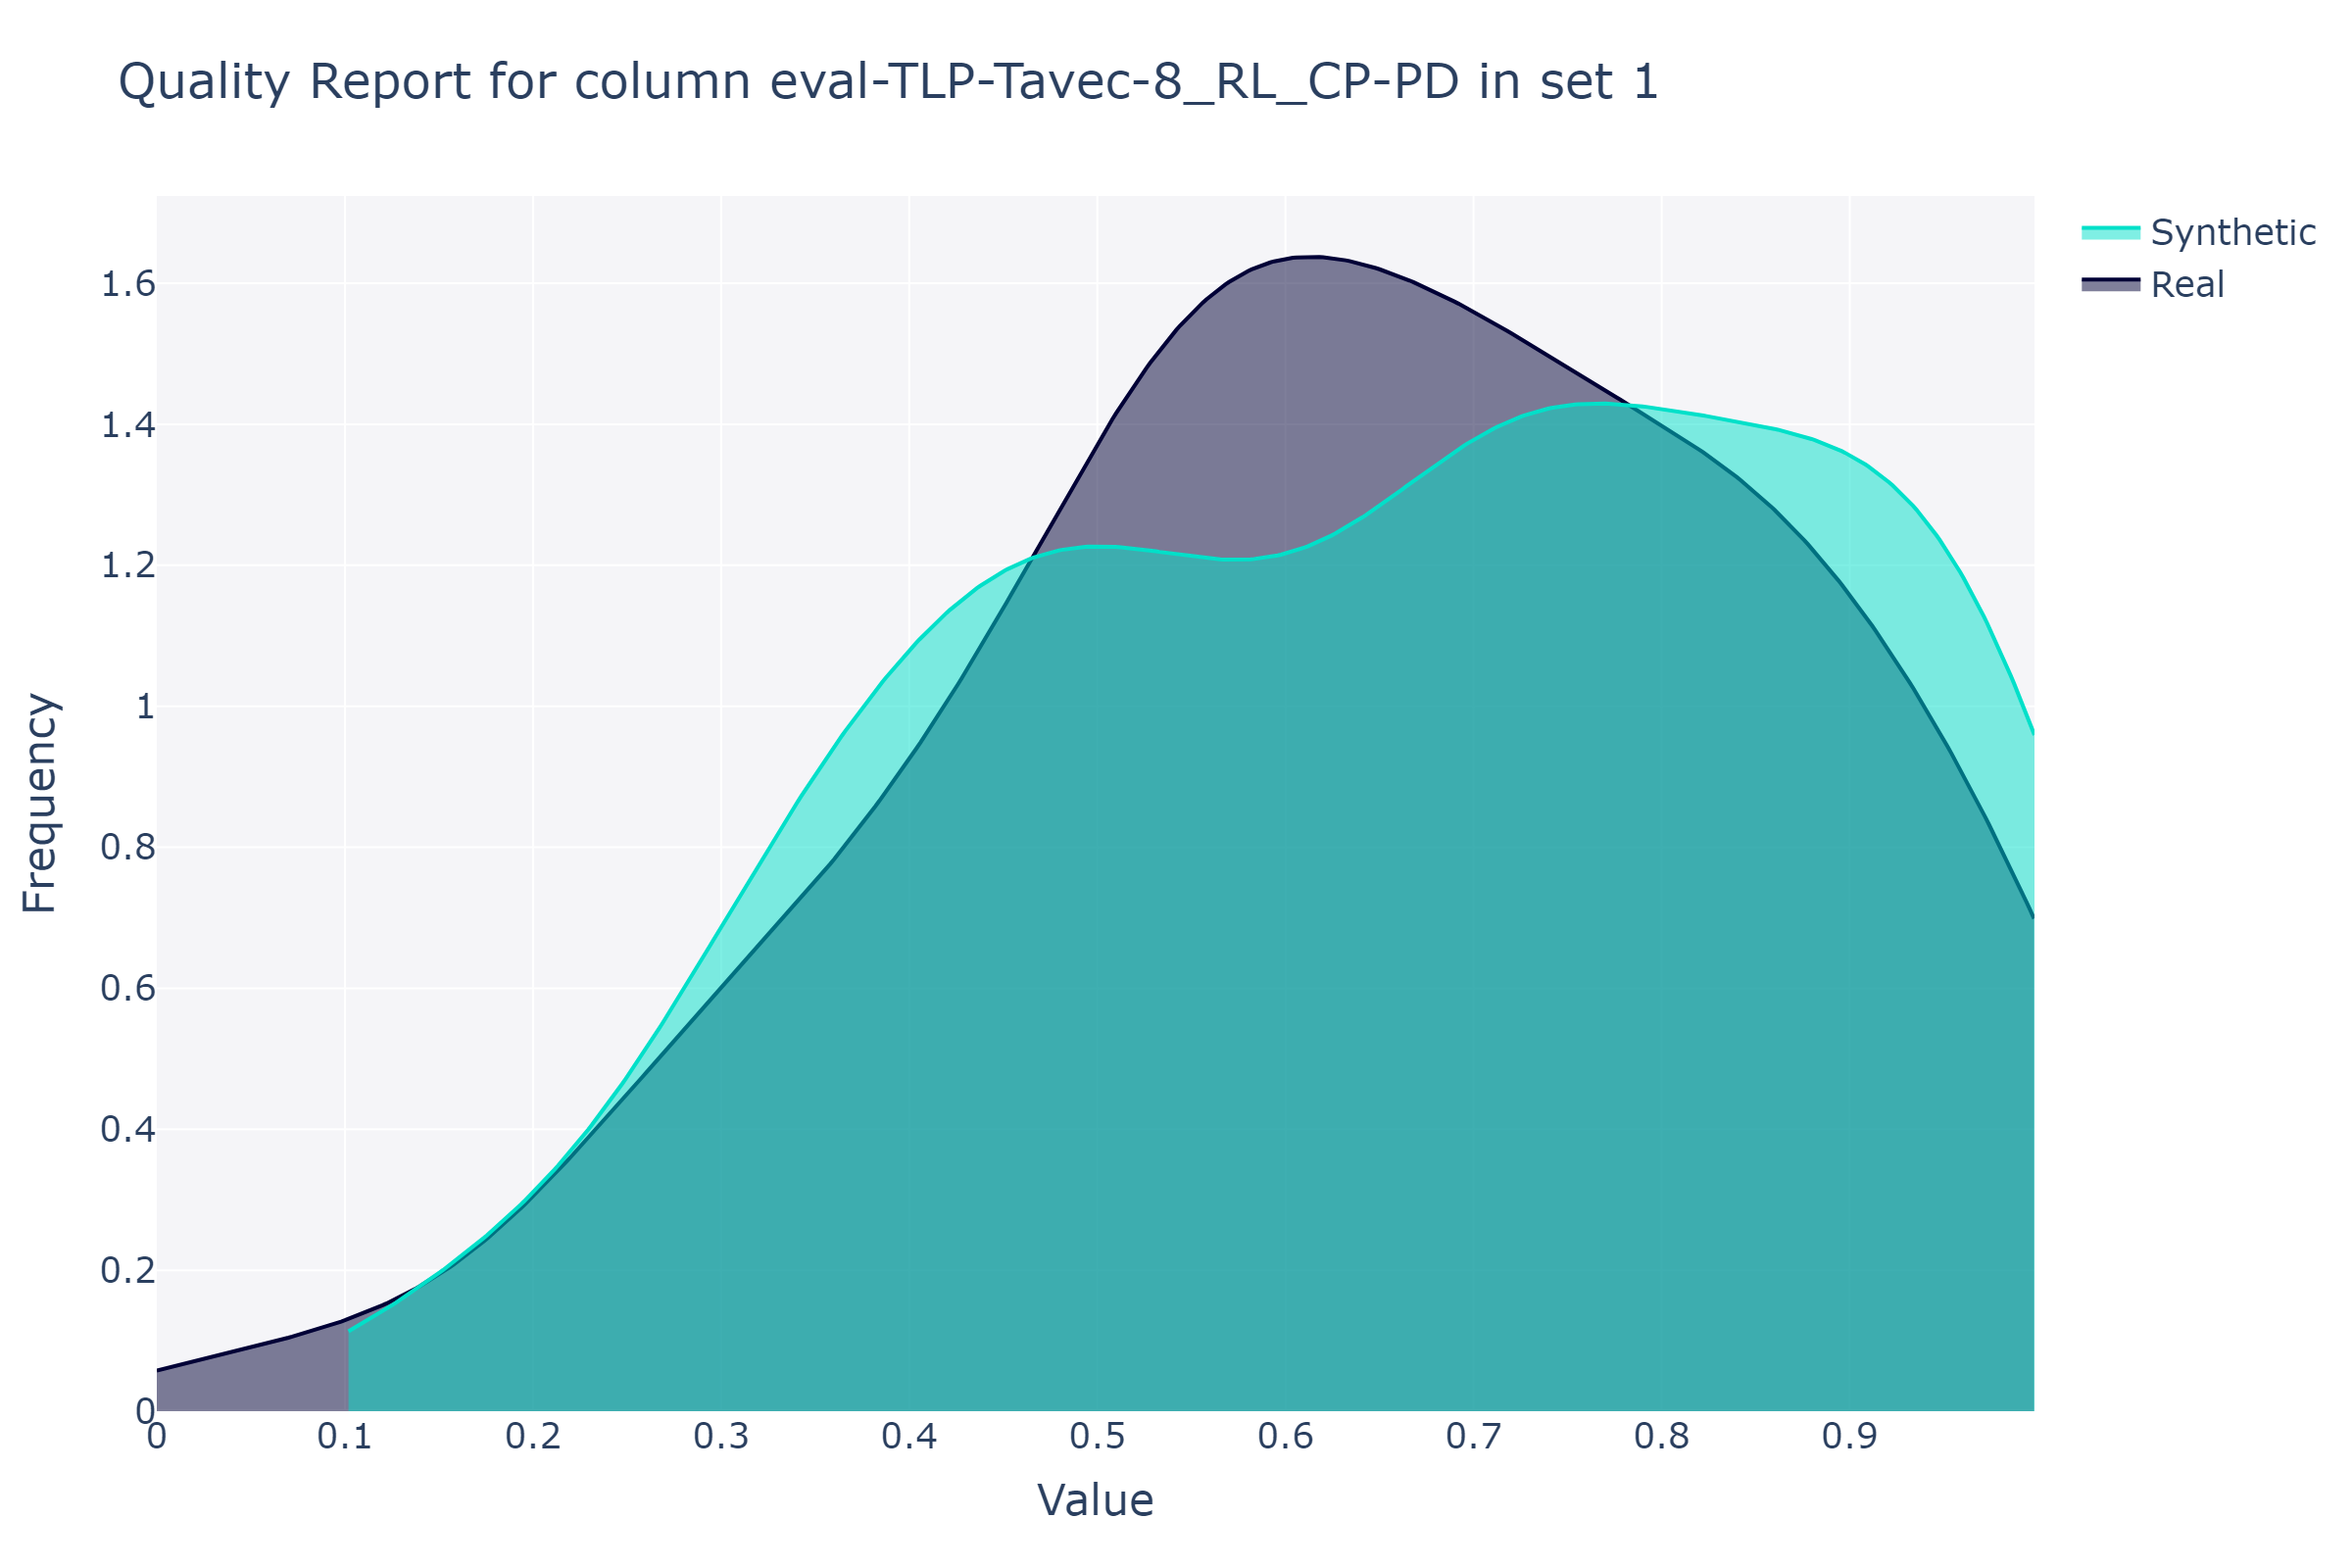 Quality Report for column eval-TLP-Tavec-8_RL_CP-PD in set 1
Synthetic
Real
1.6
1.4
1.2
1
0.8
0.6
0.4
0.2
0
0 0.1 0.2 0.3 0.4 0.5 0.6 0.7 0.8 0.9
Frequency
Value